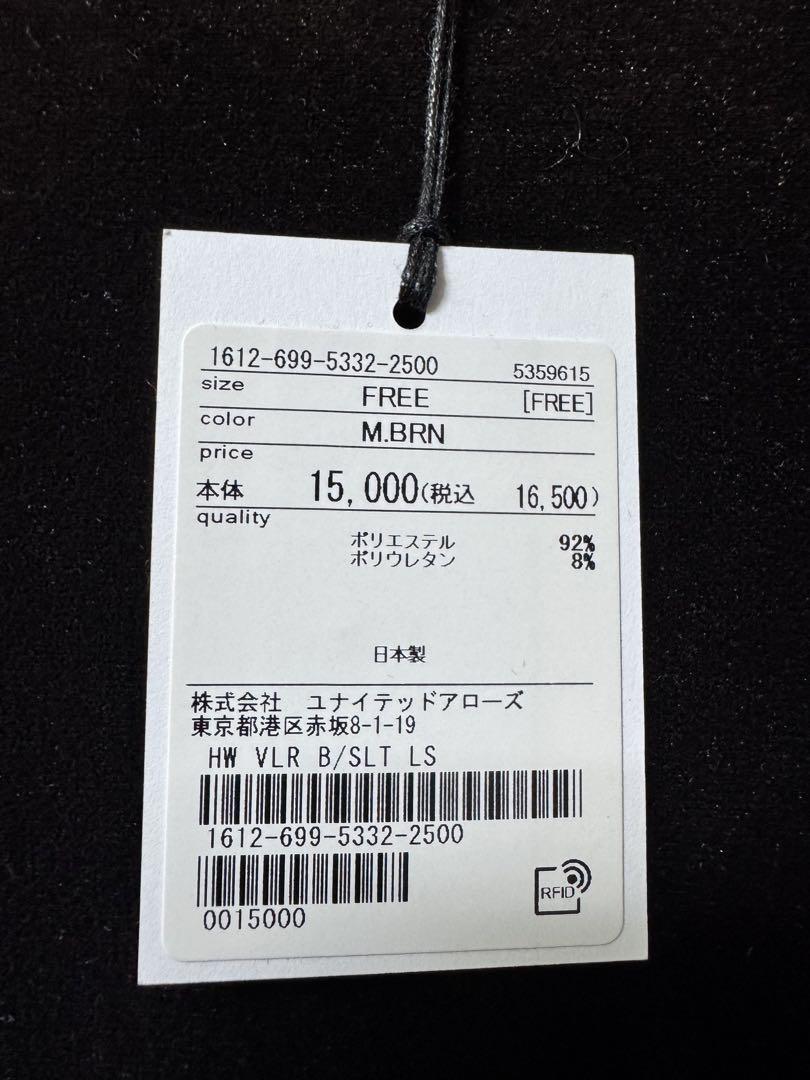 1612-699-5332-2500 5359615
size FREE [FREE]
color M.BRN
price
本体 15,000(税込 16,500)
quality
ポリエステル 92%
ポリウレタン 8%
日本製
株式会社 ユナイテッドアローズ
東京都港区赤坂8-1-19
HW VLR B/SLT LS
1612-699-5332-2500
0015000
RFID